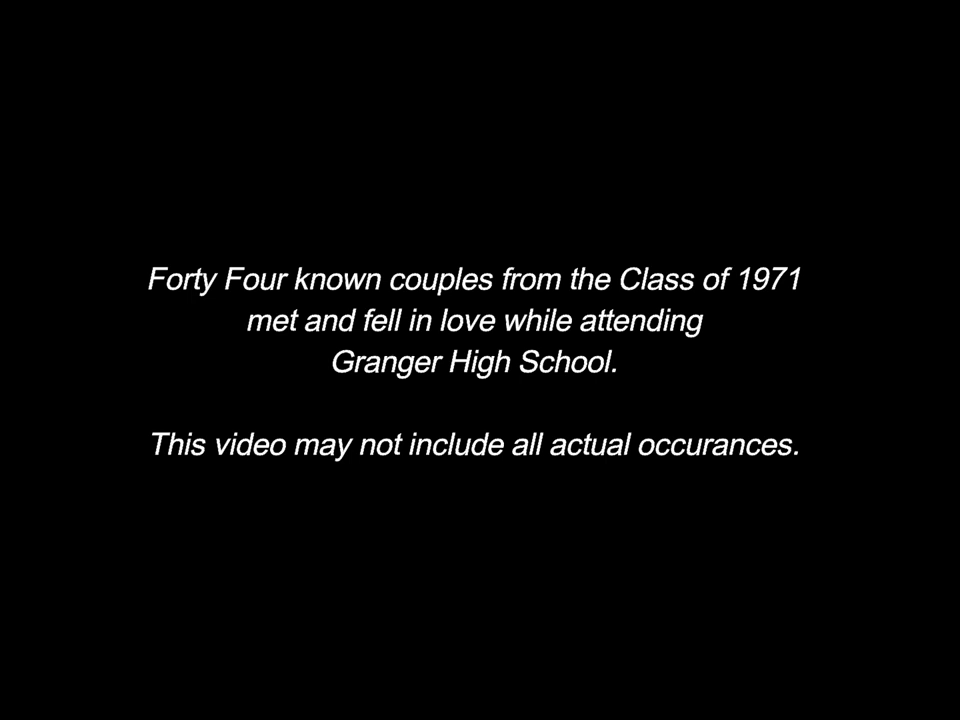 Forty Four known couples from the Class of 1971
met and fell in love while attending
Granger High School.
This video may not include all actual occurances.